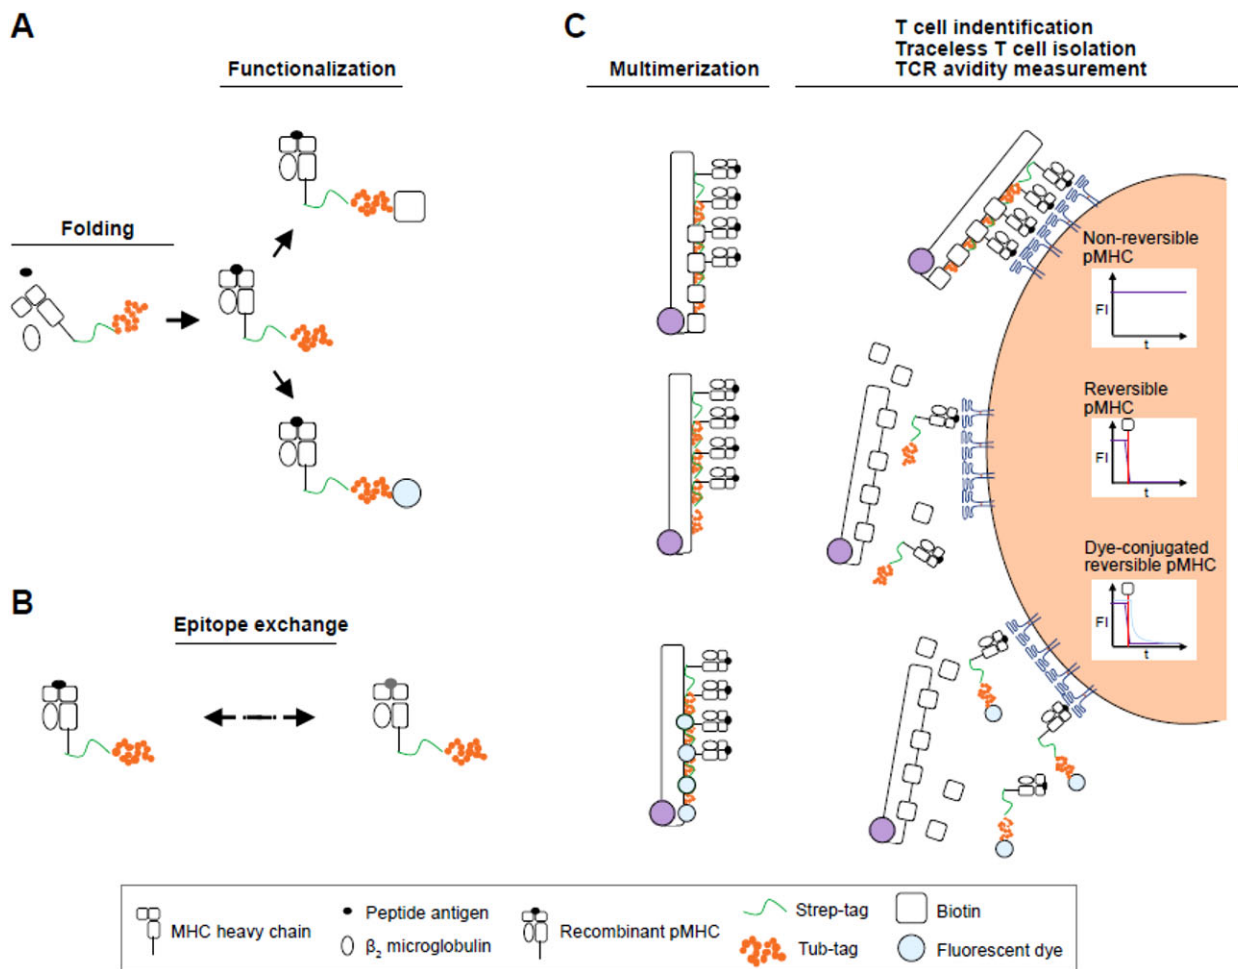 A
Functionalization
Folding
B
Epitope exchange
C
Multimerization
T cell indentification
Traceless T cell isolation
TCR avidity measurement
Non-reversible
pMHC
FI
t
Reversible
pMHC
FI
t
Dye-conjugated
reversible pMHC
FI
t
MHC heavy chain
Peptide antigen
β₂ microglobulin
Recombinant pMHC
Strep-tag
Tub-tag
Biotin
Fluorescent dye